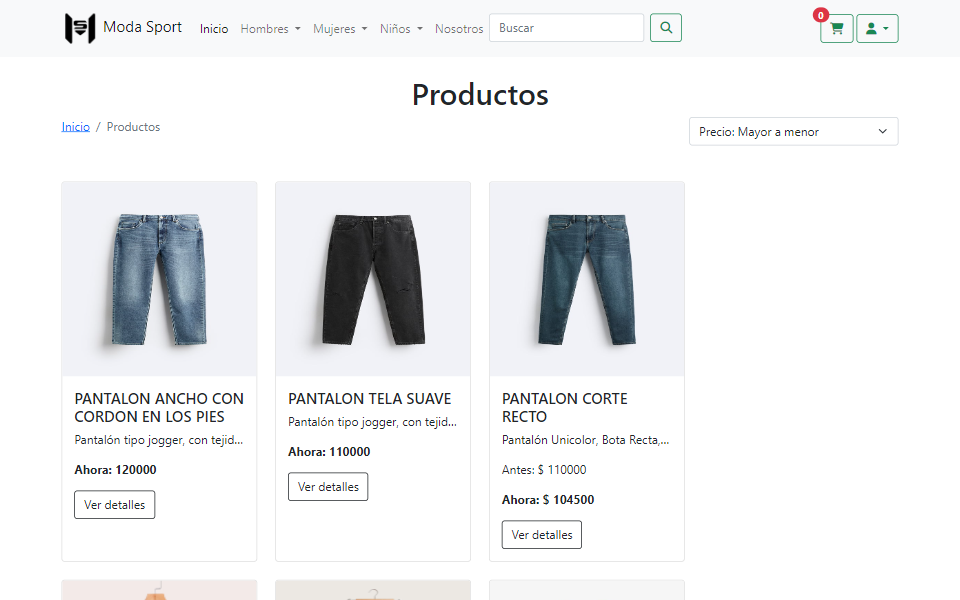 Moda Sport
Inicio
Hombres
Mujeres
Niños
Nosotros
Buscar
0
Productos
Inicio / Productos
Precio: Mayor a menor
PANTALON ANCHO CON
CORDON EN LOS PIES
Pantalón tipo jogger, con tejid...
Ahora: 120000
Ver detalles
PANTALON TELA SUAVE
Pantalón tipo jogger, con tejid...
Ahora: 110000
Ver detalles
PANTALON CORTE
RECTO
Pantalón Unicolor, Bota Recta,...
Antes: $ 110000
Ahora: $ 104500
Ver detalles